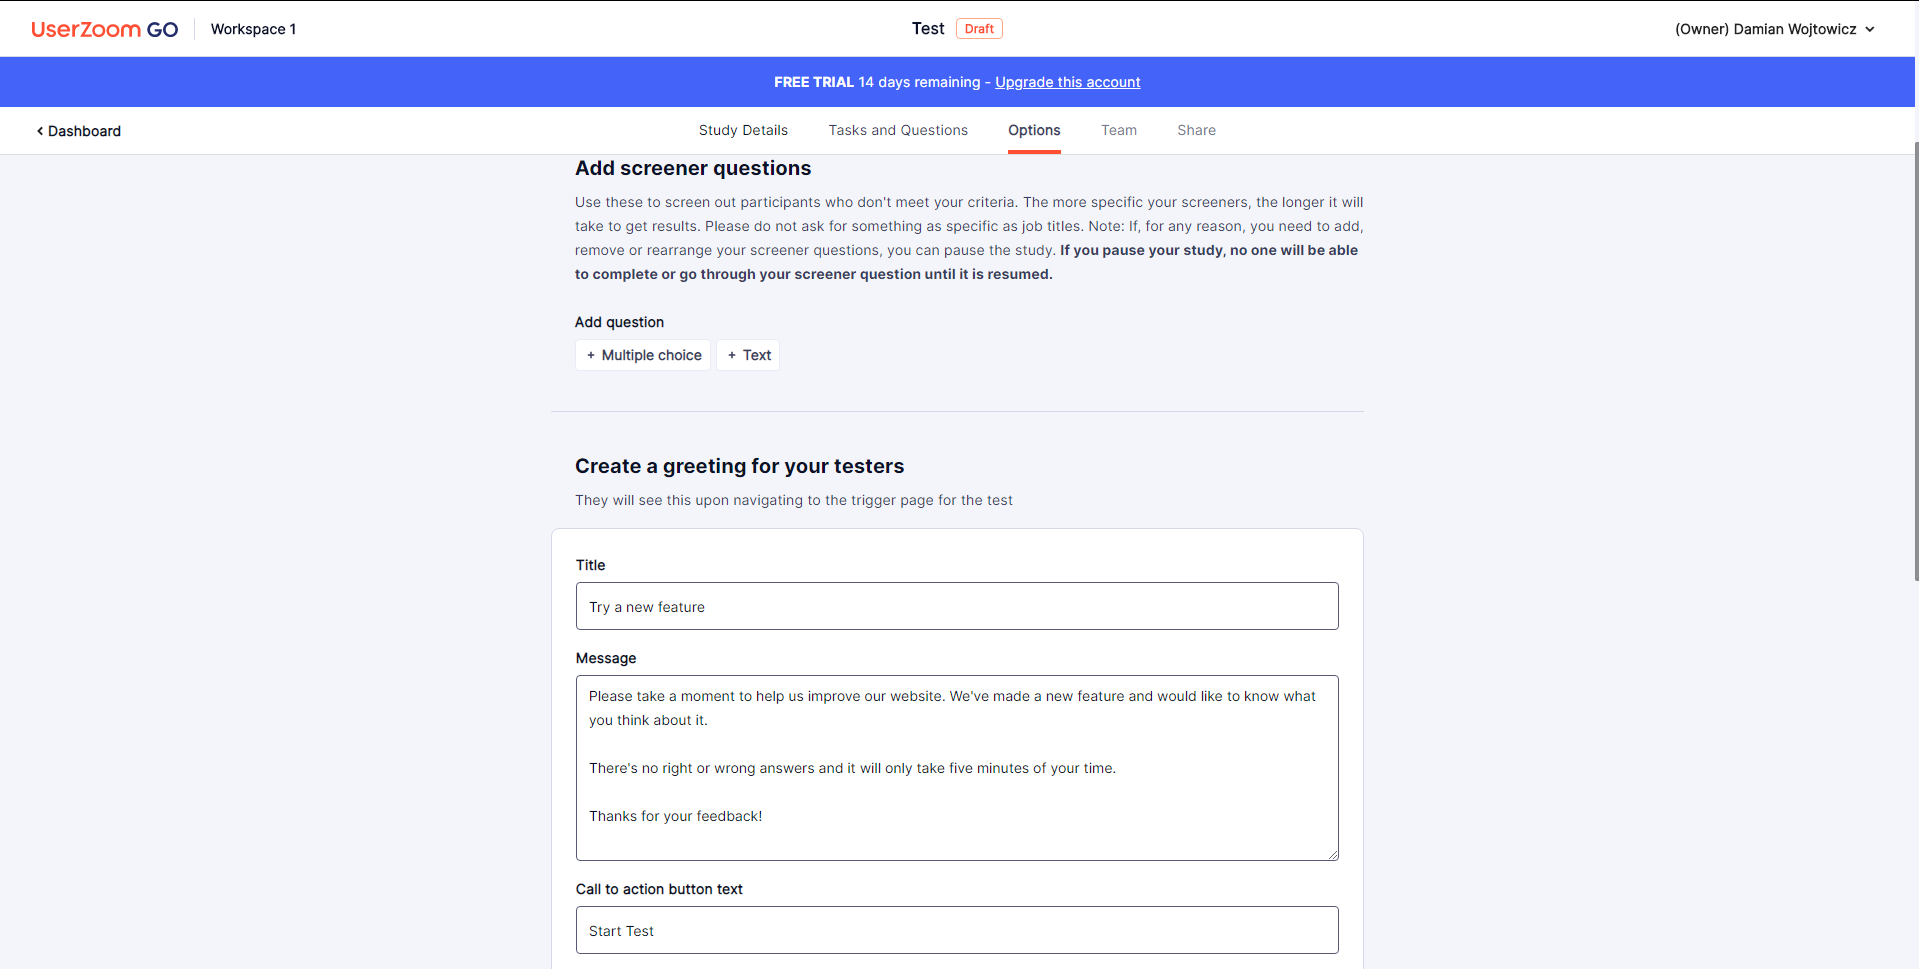 UserZoom GO
Workspace 1
Test
Draft
(Owner) Damian Wojtowicz
FREE TRIAL 14 days remaining - Upgrade this account
Dashboard
Study Details
Tasks and Questions
Options
Team
Share
Add screener questions
Use these to screen out participants who don't meet your criteria. The more specific your screeners, the longer it will
take to get results. Please do not ask for something as specific as job titles. Note: If, for any reason, you need to add,
remove or rearrange your screener questions, you can pause the study. If you pause your study, no one will be able
to complete or go through your screener question until it is resumed.
Add question
+ Multiple choice
+ Text
Create a greeting for your testers
They will see this upon navigating to the trigger page for the test
Title
Try a new feature
Message
Please take a moment to help us improve our website. We've made a new feature and would like to know what
you think about it.
There's no right or wrong answers and it will only take five minutes of your time.
Thanks for your feedback!
Call to action button text
Start Test